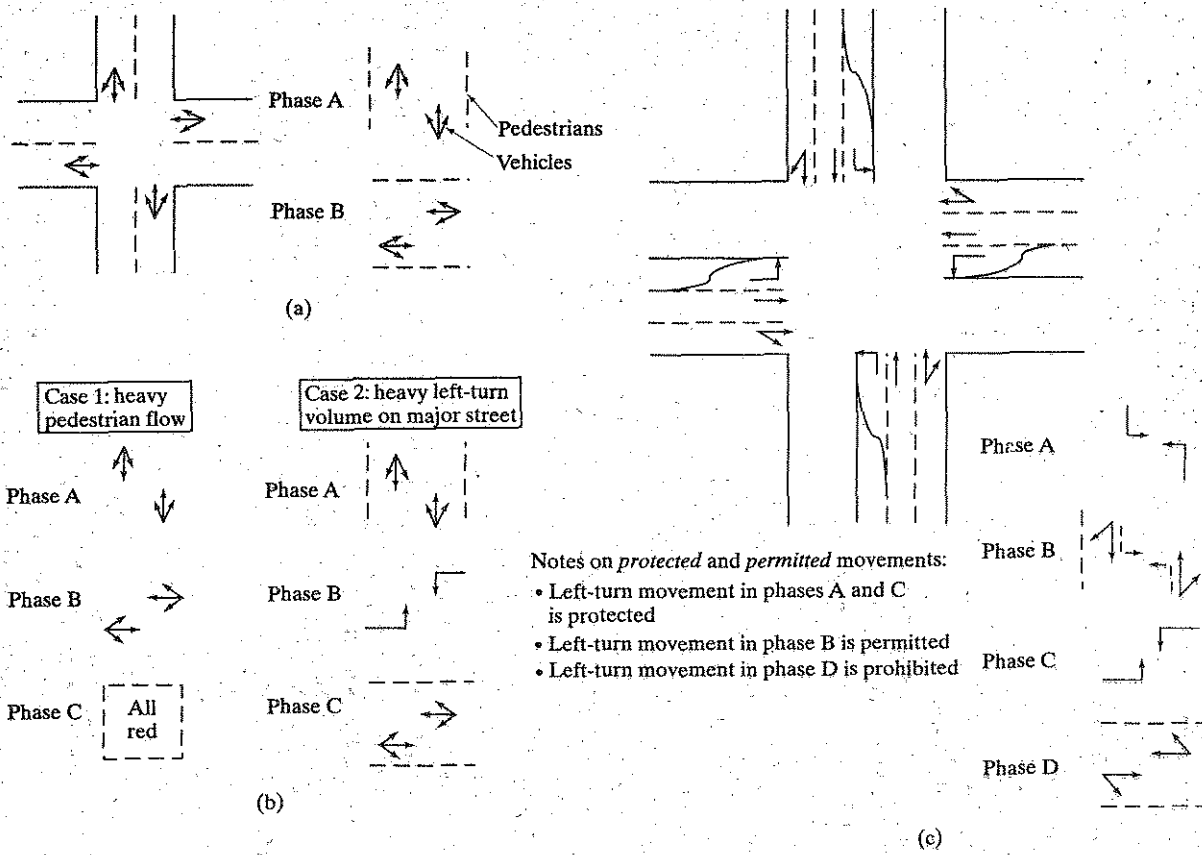 Phase A
Pedestrians
Vehicles
Phase B
(a)
Case 1: heavy
pedestrian flow
Phase A
Phase B
Phase C
All
red
Case 2: heavy left-turn
volume on major street
Phase A
Phase B
Phase C
(b)
Notes on protected and permitted movements:
• Left-turn movement in phases A and C
is protected
• Left-turn movement in phase B is permitted
• Left-turn movement in phase D is prohibited
Phase A
Phase B
Phase C
Phase D
(c)